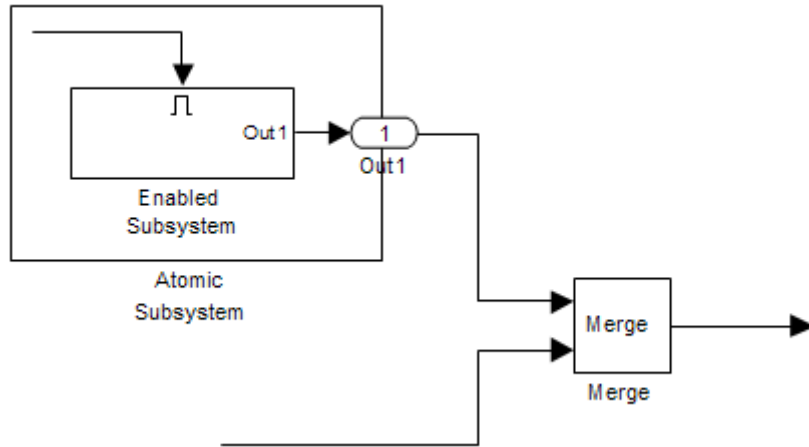 Out1
1
Out1
Enabled
Subsystem
Atomic
Subsystem
Merge
Merge